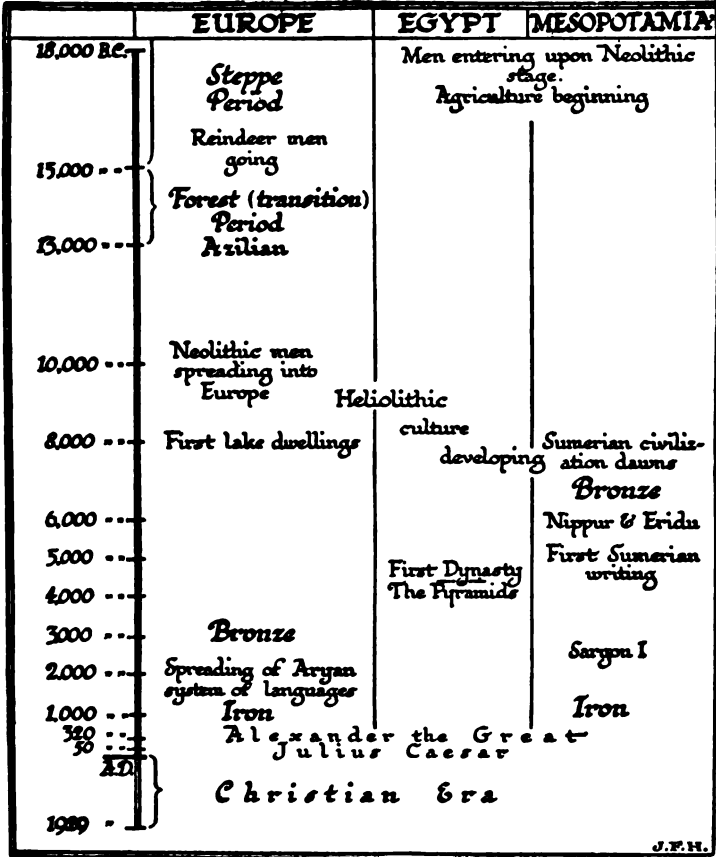 EUROPE EGYPT MESOPOTAMIA
18,000 B.C.
Men entering upon Neolithic
stage.
Agriculture beginning
Steppe
Period
Reindeer men
going
15,000
Forest (transition)
Period
13,000
Azilian
10,000
Neolithic men
spreading into
Europe
Heliolithic
culture
developing
8,000
First lake dwellings
Sumerian civiliz-
ation dawns
Bronze
6,000
Nippur & Eridu
5,000
First Sumerian
writing
First Dynasty
The Pyramids
4,000
3,000
Bronze
Sargon I
2,000
Spreading of Aryan
system of languages
1,000
Iron
Iron
320
Alexander the Great
50
Julius Caesar
A.D.
Christian Era
J.F.H.